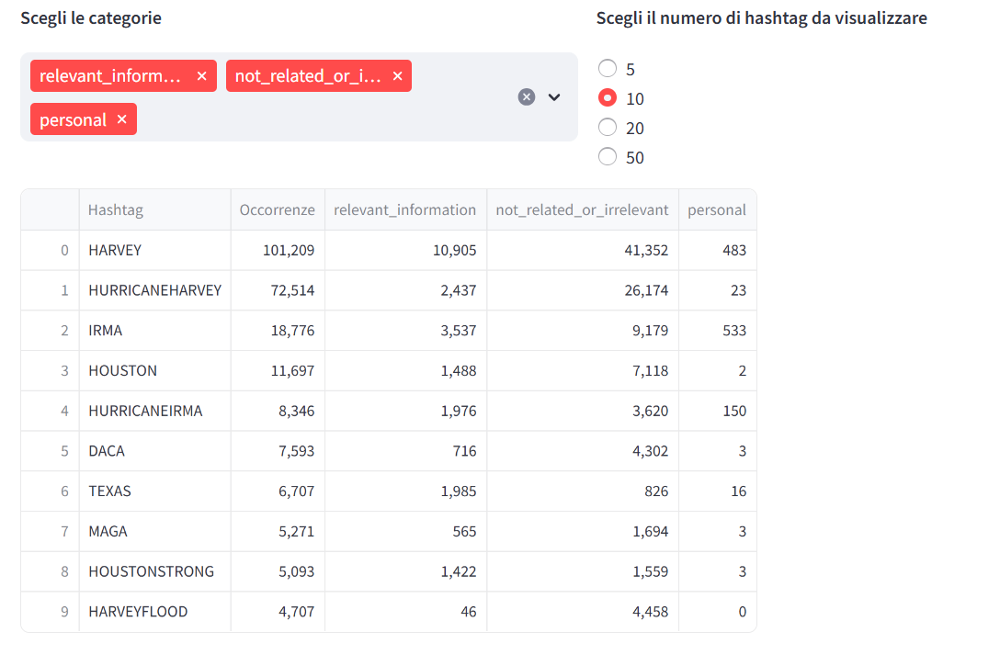 Scegli le categorie
Scegli il numero di hashtag da visualizzare
relevant_inform... × not_related_or_i... ×
personal ×
5
10
20
50
Hashtag Occorrenze relevant_information not_related_or_irrelevant personal
0 HARVEY 101,209 10,905 41,352 483
1 HURRICANEHARVEY 72,514 2,437 26,174 23
2 IRMA 18,776 3,537 9,179 533
3 HOUSTON 11,697 1,488 7,118 2
4 HURRICANEIRMA 8,346 1,976 3,620 150
5 DACA 7,593 716 4,302 3
6 TEXAS 6,707 1,985 826 16
7 MAGA 5,271 565 1,694 3
8 HOUSTONSTRONG 5,093 1,422 1,559 3
9 HARVEYFLOOD 4,707 46 4,458 0